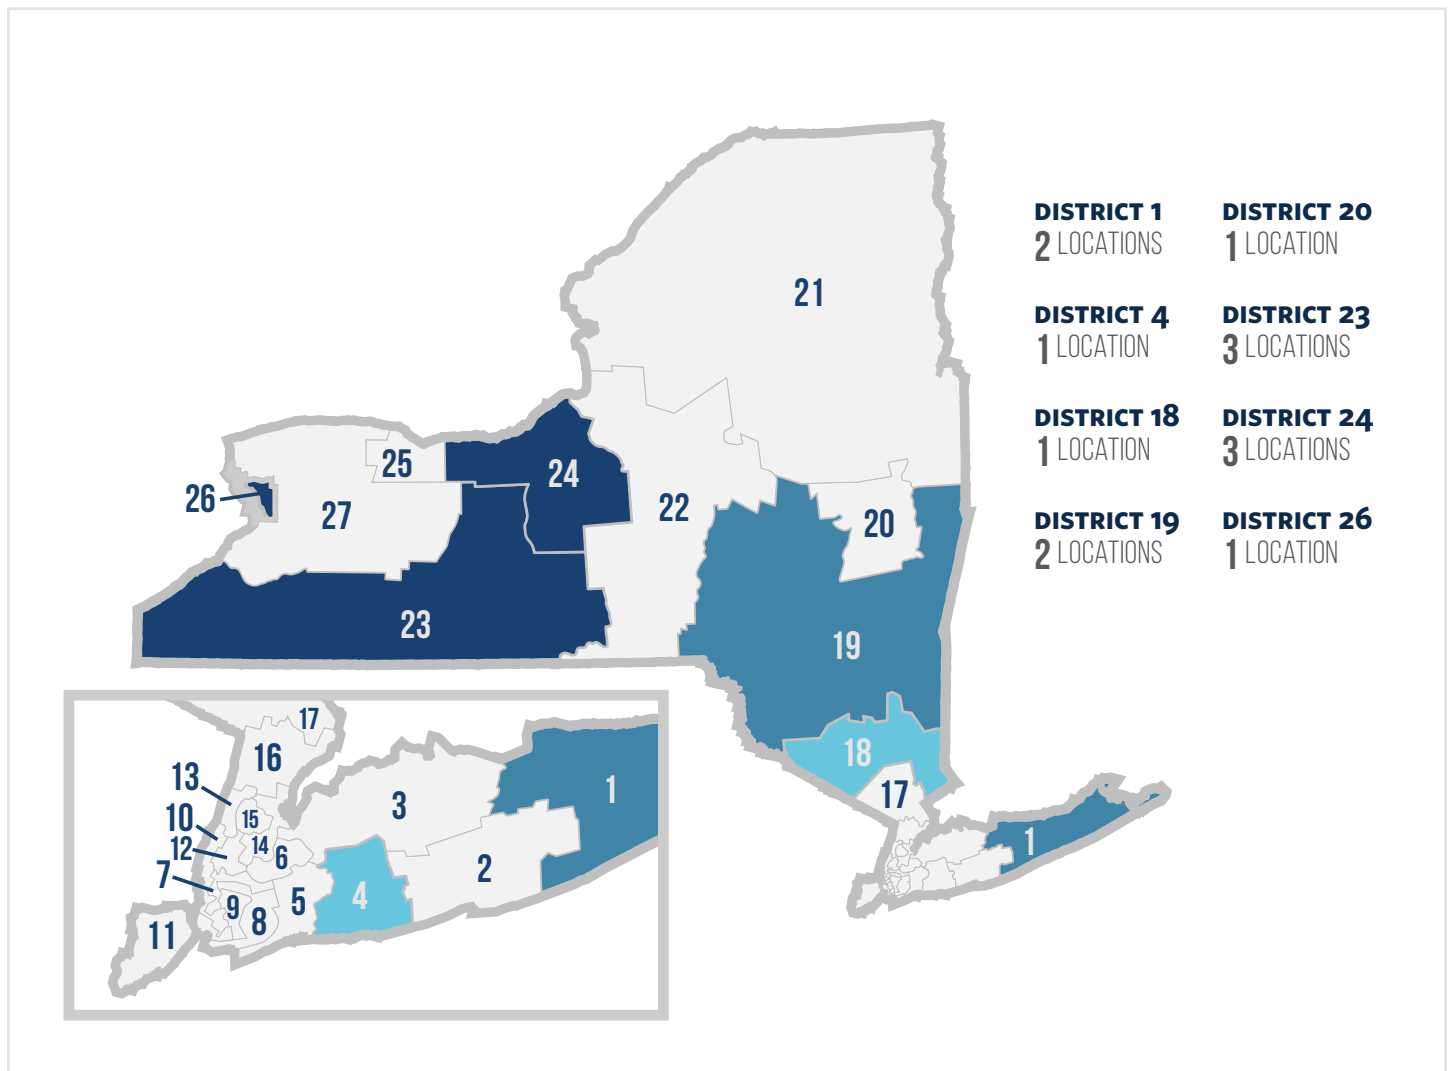 DISTRICT 1
2 LOCATIONS
DISTRICT 4
1 LOCATION
DISTRICT 18
1 LOCATION
DISTRICT 19
2 LOCATIONS
DISTRICT 20
1 LOCATION
DISTRICT 23
3 LOCATIONS
DISTRICT 24
3 LOCATIONS
DISTRICT 26
1 LOCATION
21
25
24
26
27
22
20
23
19
18
17
1
17
16
13
3
1
15
10
14
12
6
7
2
5
4
9
8
11